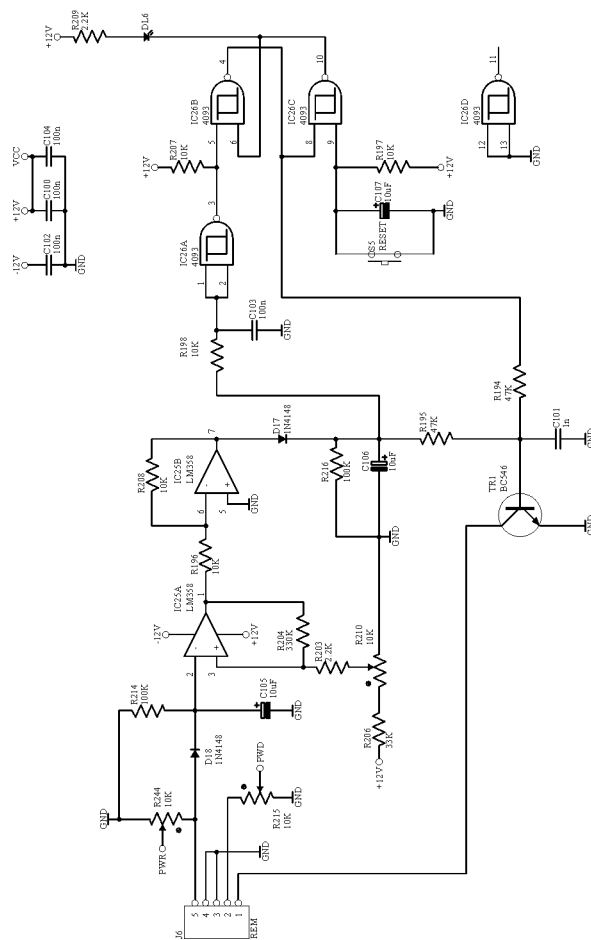 +12V
R209
2.2K
DL6
4
10
11
IC26B
4093
IC26C
4093
IC26D
4093
VCC
C104
100n
5
6
8
9
12
13
GND
+12V
R207
10K
R197
10K
+12V
C100
100n
+12V
C107
10uF
GND
-12V
C102
100n
GND
3
IC26A
4093
S5
RESET
1
2
C103
100n
GND
R198
10K
R194
47K
7
D17
1N4148
R195
47K
C101
1n
GND
IC25B
LM358
R208
10K
R216
100K
C106
10uF
-
+
6
5
GND
TR1
BC546
R196
10K
GND
GND
IC25A
LM358
1
-12V
+12V
R204
330K
R210
10K
-
+
R203
2.2K
2
3
R214
100K
C105
10uF
GND
R206
33K
+12V
D18
1N4148
PWD
GND
R244
10K
R215
10K
GND
PWR
GND
5
4
3
2
1
J6
REM